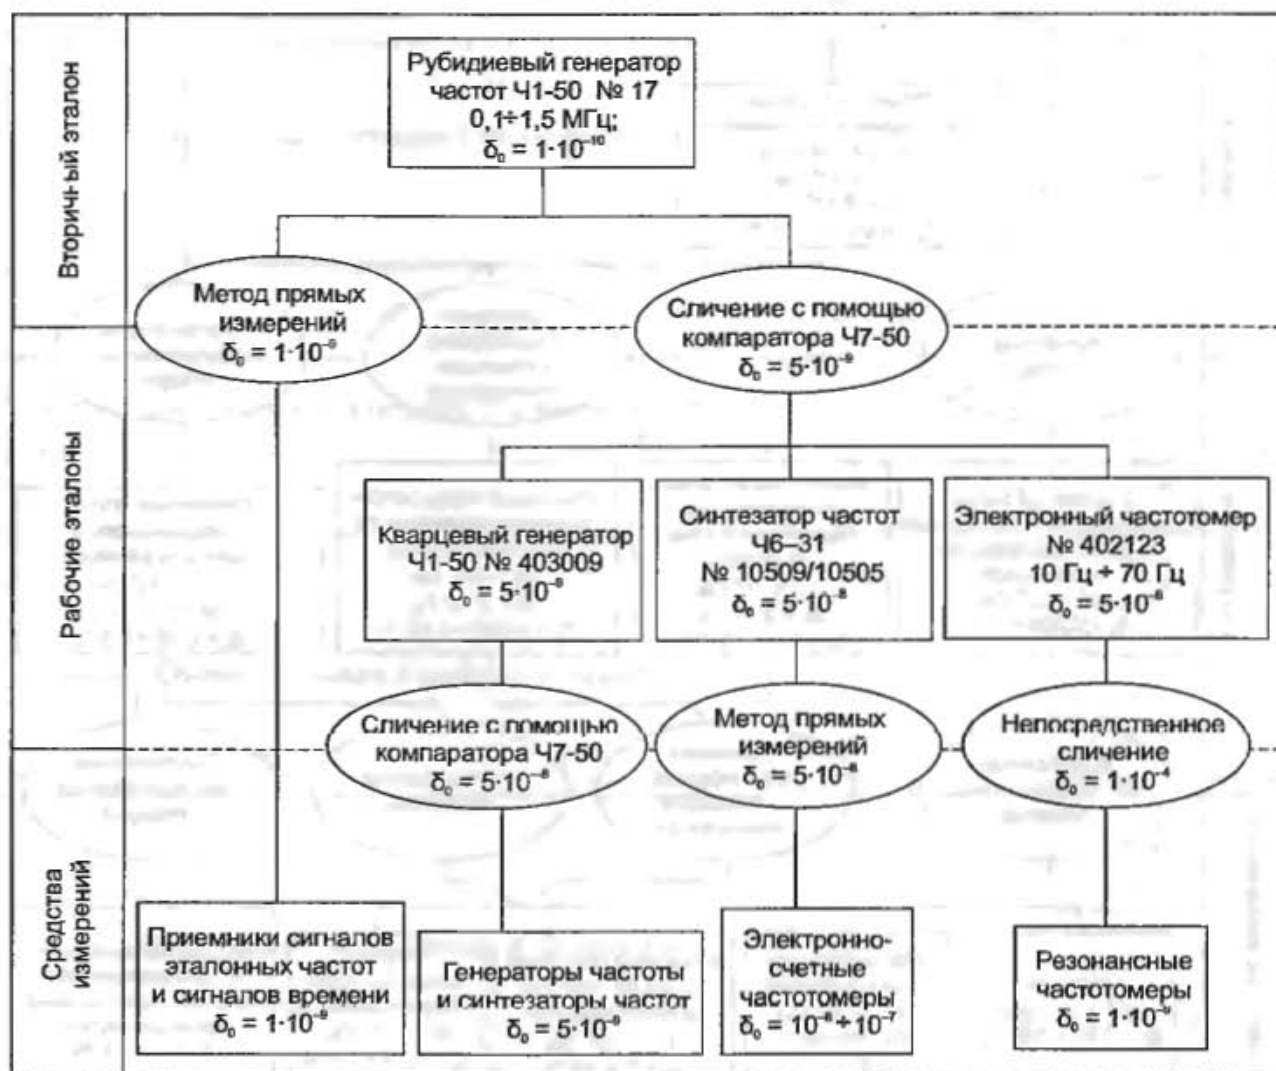 Вторичный эталон
Рубидиевый генератор
частот Ч1-50 № 17
0,1÷1,5 МГц;
δ₀ = 1·10⁻¹⁰
Метод прямых
измерений
δ₀ = 1·10⁻⁹
Сличение с помощью
компаратора Ч7-50
δ₀ = 5·10⁻⁹
Рабочие эталоны
Кварцевый генератор
Ч1-50 № 403009
δ₀ = 5·10⁻⁹
Синтезатор частот
Ч6–31
№ 10509/10505
δ₀ = 5·10⁻⁸
Электронный частотомер
№ 402123
10 Гц ÷ 70 Гц
δ₀ = 5·10⁻⁸
Сличение с помощью
компаратора Ч7-50
δ₀ = 5·10⁻⁸
Метод прямых
измерений
δ₀ = 5·10⁻⁸
Непосредственное
сличение
δ₀ = 1·10⁻⁴
Средства
измерений
Приемники сигналов
эталонных частот
и сигналов времени
δ₀ = 1·10⁻⁹
Генераторы частоты
и синтезаторы частот
δ₀ = 5·10⁻⁹
Электронно-
счетные
частотомеры
δ₀ = 10⁻⁸ ÷ 10⁻⁷
Резонансные
частотомеры